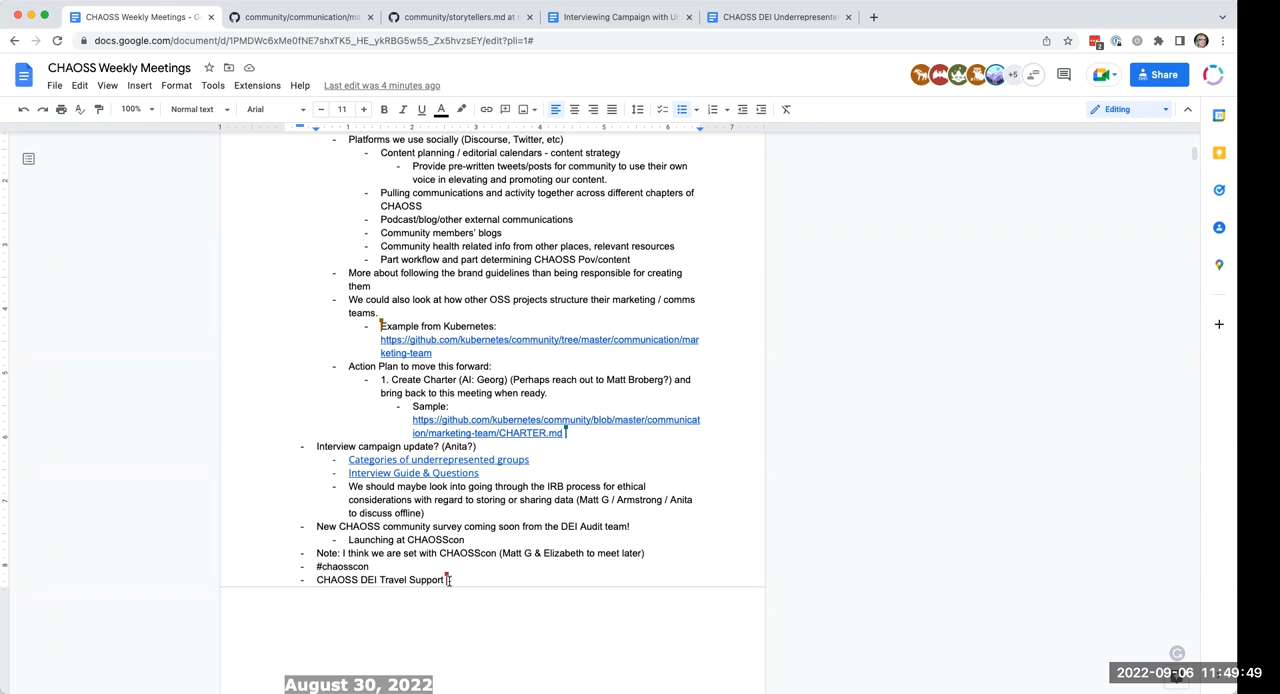 CHAOSS Weekly Meetings - G
community/communication/ma
community/storytellers.md at m
Interviewing Campaign with U
CHAOSS DEI Underrepresente
docs.google.com/document/d/1PMDWc6xMe0fNE7shxTK5_HE_ykRBG5w55_Zx5hvzsEY/edit?pli=1#
2
CHAOSS Weekly Meetings
File Edit View Insert Format Tools Extensions Help Last edit was 4 minutes ago
+5
Share
100% Normal text Arial 11 Editing
1 1 2 3 4 5 6 7
- Platforms we use socially (Discourse, Twitter, etc)
- Content planning / editorial calendars - content strategy
- Provide pre-written tweets/posts for community to use their own
voice in elevating and promoting our content.
- Pulling communications and activity together across different chapters of
CHAOSS
- Podcast/blog/other external communications
- Community members' blogs
- Community health related info from other places, relevant resources
- Part workflow and part determining CHAOSS Pov/content
- More about following the brand guidelines than being responsible for creating
them
- We could also look at how other OSS projects structure their marketing / comms
teams.
- Example from Kubernetes:
https://github.com/kubernetes/community/tree/master/communication/mar
keting-team
- Action Plan to move this forward:
- 1. Create Charter (AI: Georg) (Perhaps reach out to Matt Broberg?) and
bring back to this meeting when ready.
- Sample:
https://github.com/kubernetes/community/blob/master/communicat
ion/marketing-team/CHARTER.md
- Interview campaign update? (Anita?)
- Categories of underrepresented groups
- Interview Guide & Questions
- We should maybe look into going through the IRB process for ethical
considerations with regard to storing or sharing data (Matt G / Armstrong / Anita
to discuss offline)
- New CHAOSS community survey coming soon from the DEI Audit team!
- Launching at CHAOSScon
- Note: I think we are set with CHAOSScon (Matt G & Elizabeth to meet later)
- #chaosscon
- CHAOSS DEI Travel Support
August 30, 2022
2022-09-06 11:49:49